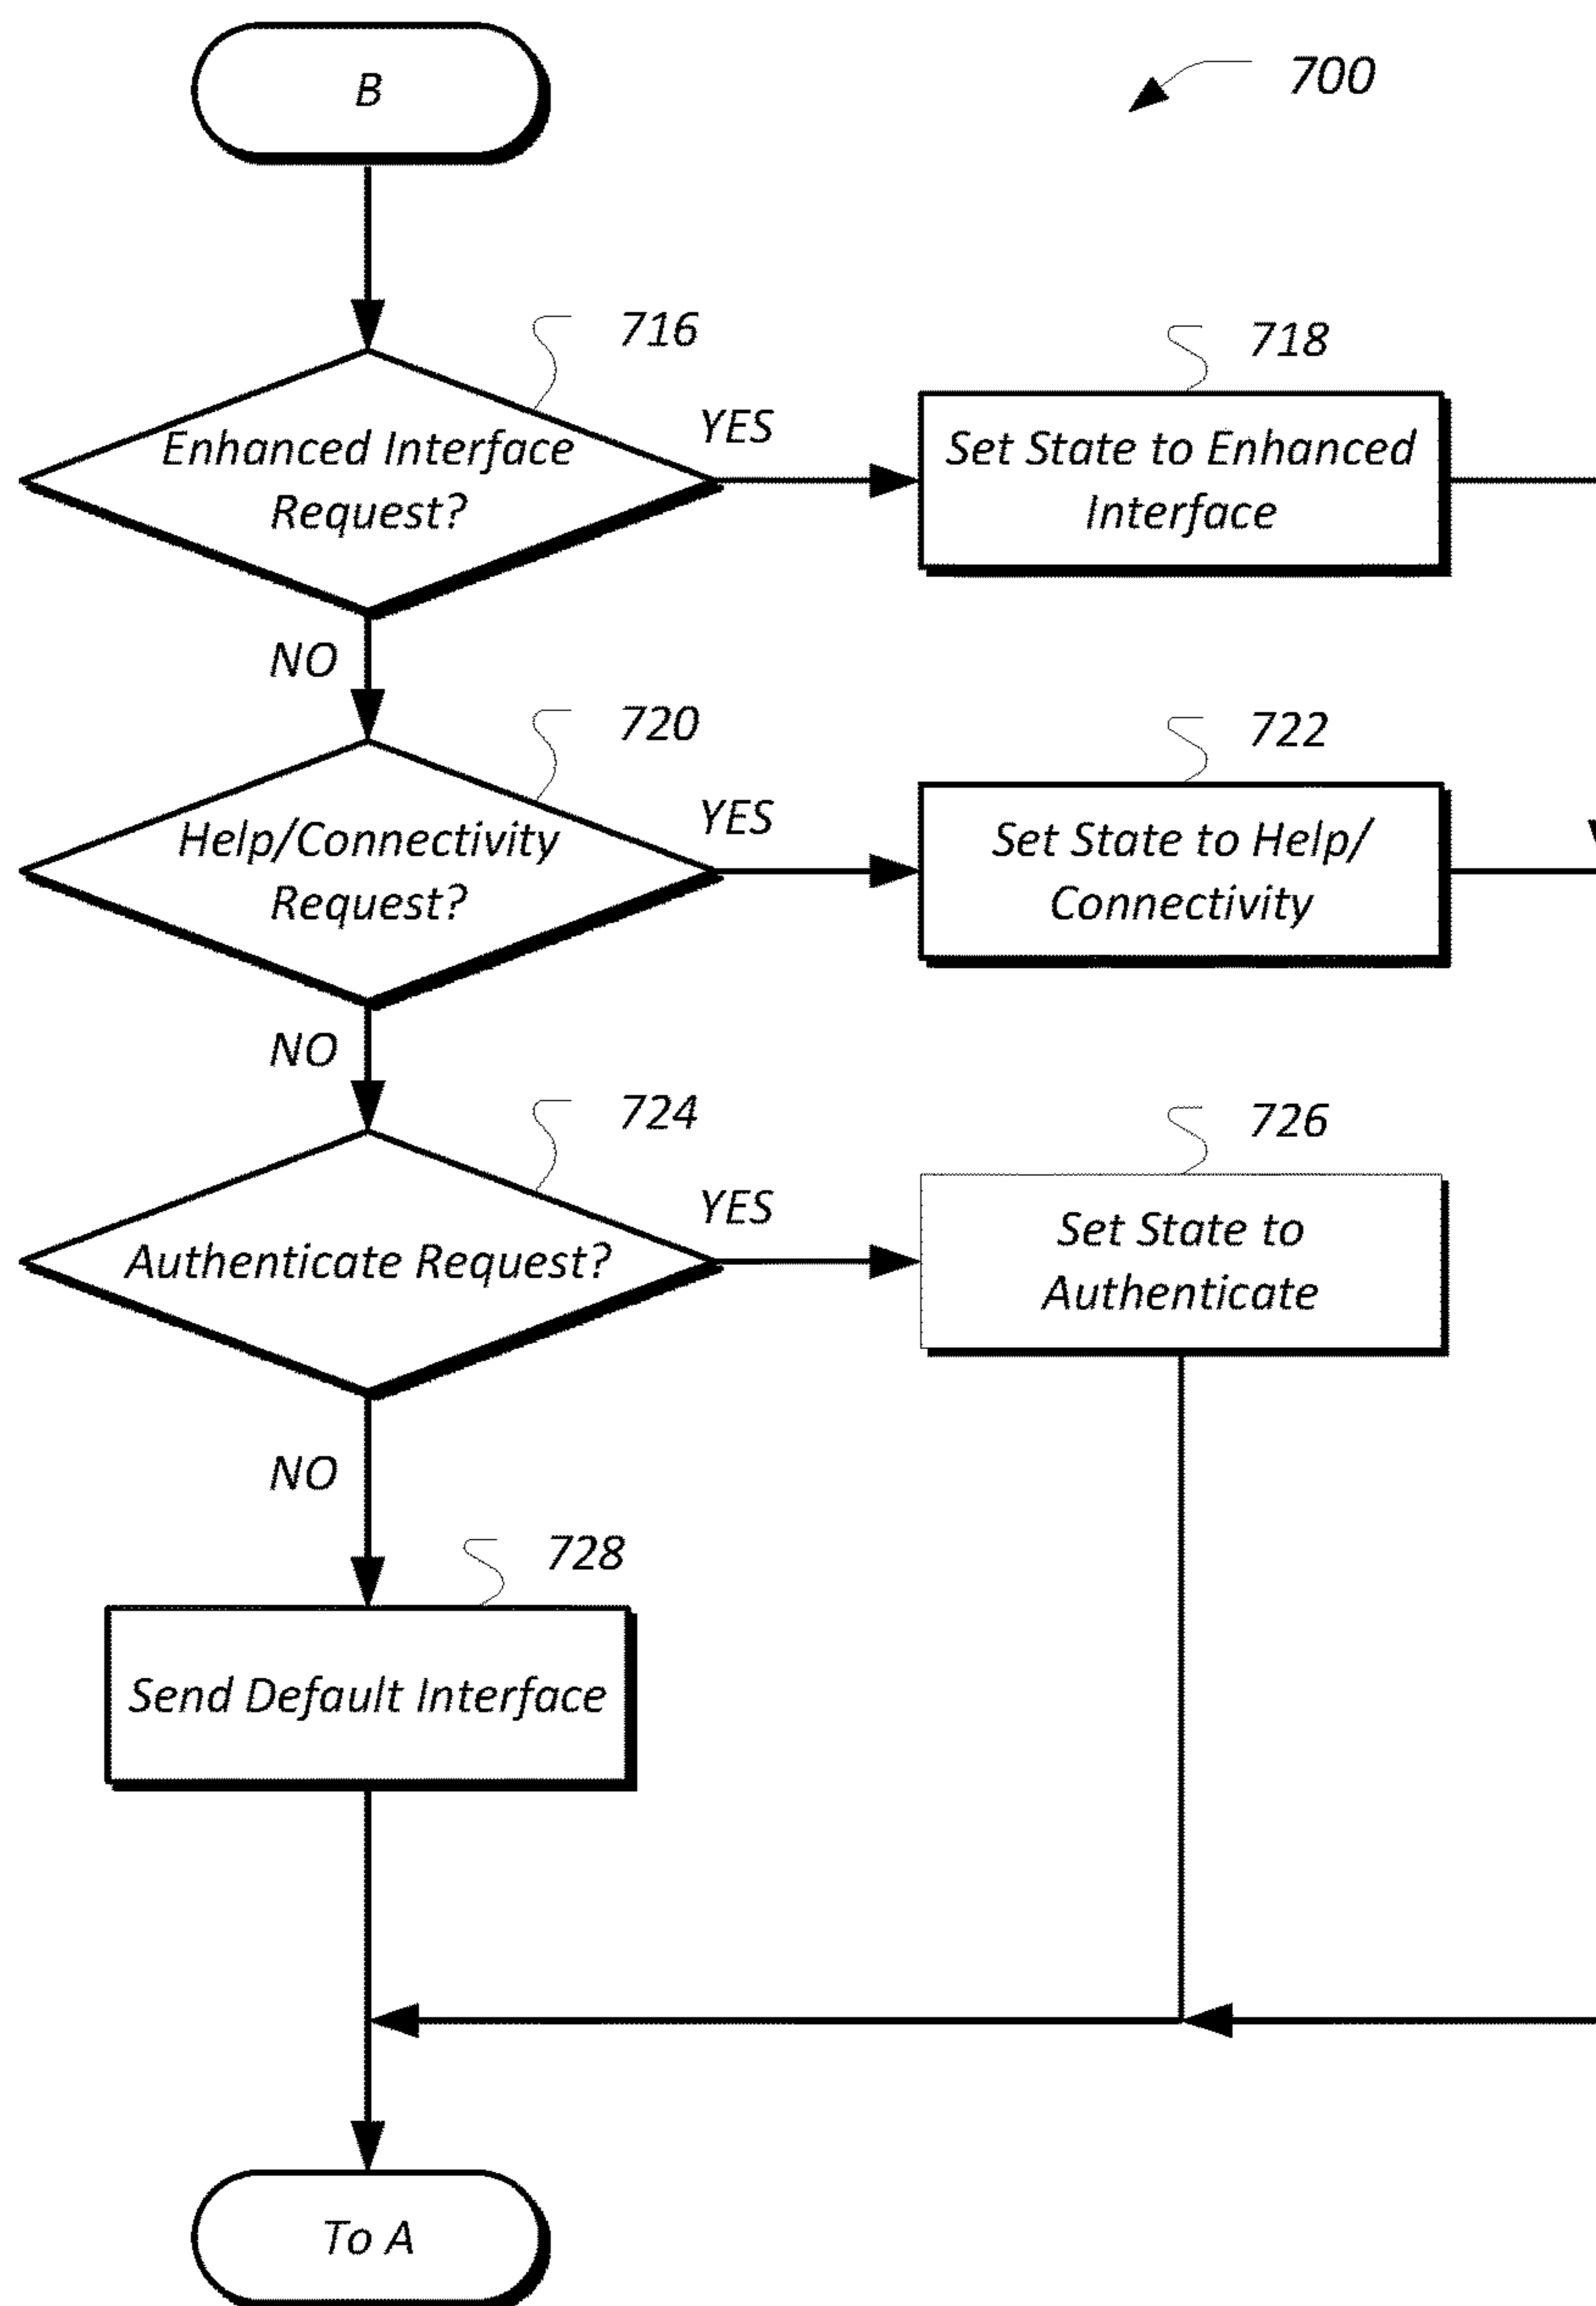 B
700
716
718
Enhanced Interface
Request?
YES
Set State to Enhanced
Interface
NO
720
722
Help/Connectivity
Request?
YES
Set State to Help/
Connectivity
NO
724
726
Authenticate Request?
YES
Set State to
Authenticate
NO
728
Send Default Interface
To A